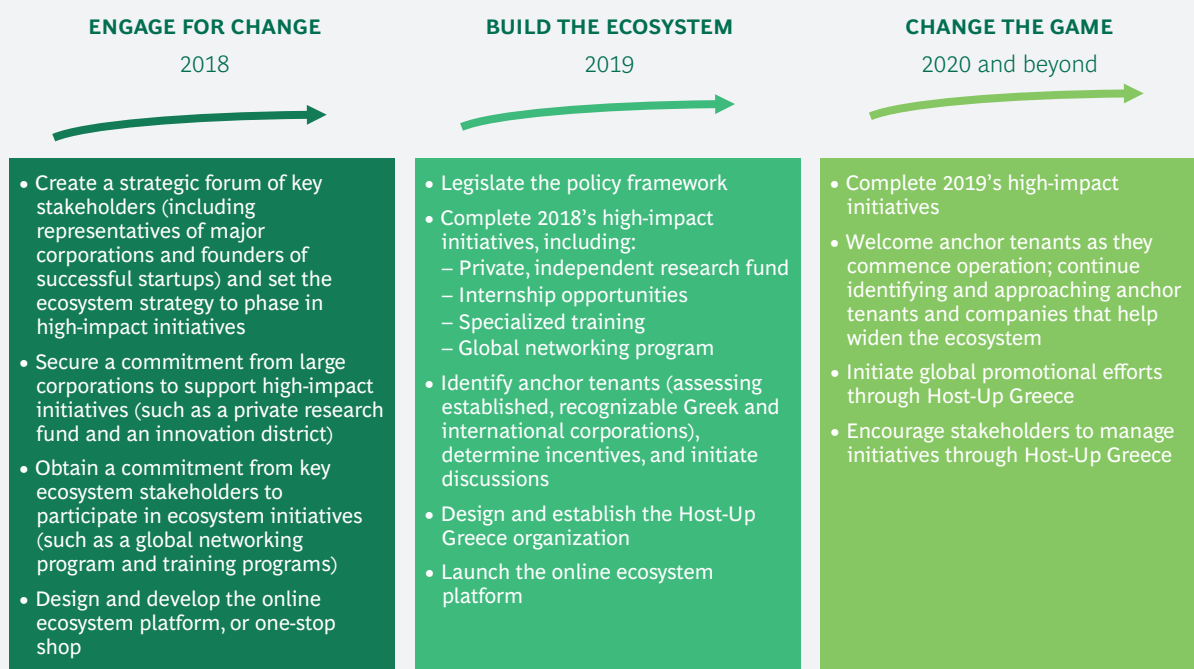 ENGAGE FOR CHANGE
2018
• Create a strategic forum of key
stakeholders (including
representatives of major
corporations and founders of
successful startups) and set the
ecosystem strategy to phase in
high-impact initiatives
• Secure a commitment from large
corporations to support high-impact
initiatives (such as a private research
fund and an innovation district)
• Obtain a commitment from key
ecosystem stakeholders to
participate in ecosystem initiatives
(such as a global networking
program and training programs)
• Design and develop the online
ecosystem platform, or one-stop
shop
BUILD THE ECOSYSTEM
2019
• Legislate the policy framework
• Complete 2018’s high-impact
initiatives, including:
– Private, independent research fund
– Internship opportunities
– Specialized training
– Global networking program
• Identify anchor tenants (assessing
established, recognizable Greek and
international corporations),
determine incentives, and initiate
discussions
• Design and establish the Host-Up
Greece organization
• Launch the online ecosystem
platform
CHANGE THE GAME
2020 and beyond
• Complete 2019’s high-impact
initiatives
• Welcome anchor tenants as they
commence operation; continue
identifying and approaching anchor
tenants and companies that help
widen the ecosystem
• Initiate global promotional efforts
through Host-Up Greece
• Encourage stakeholders to manage
initiatives through Host-Up Greece